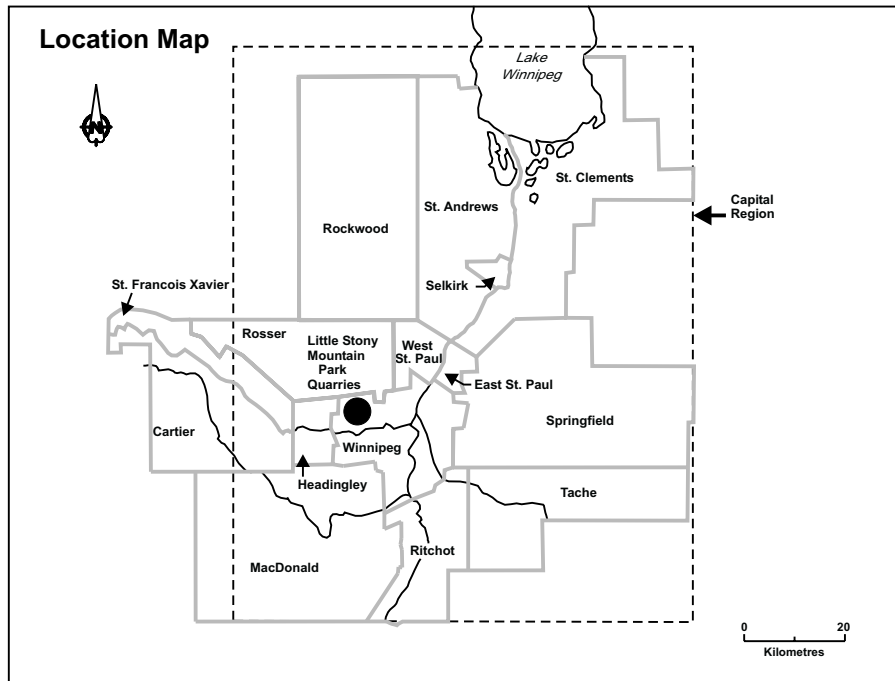 Location Map
Lake
Winnipeg
N
St. Clements
St. Andrews
Capital
Region
Rockwood
Selkirk
St. Francois Xavier
Rosser
Little Stony
Mountain
Park
Quarries
West
St. Paul
East St. Paul
Springfield
Cartier
Winnipeg
Headingley
Tache
Ritchot
MacDonald
0 20
Kilometres